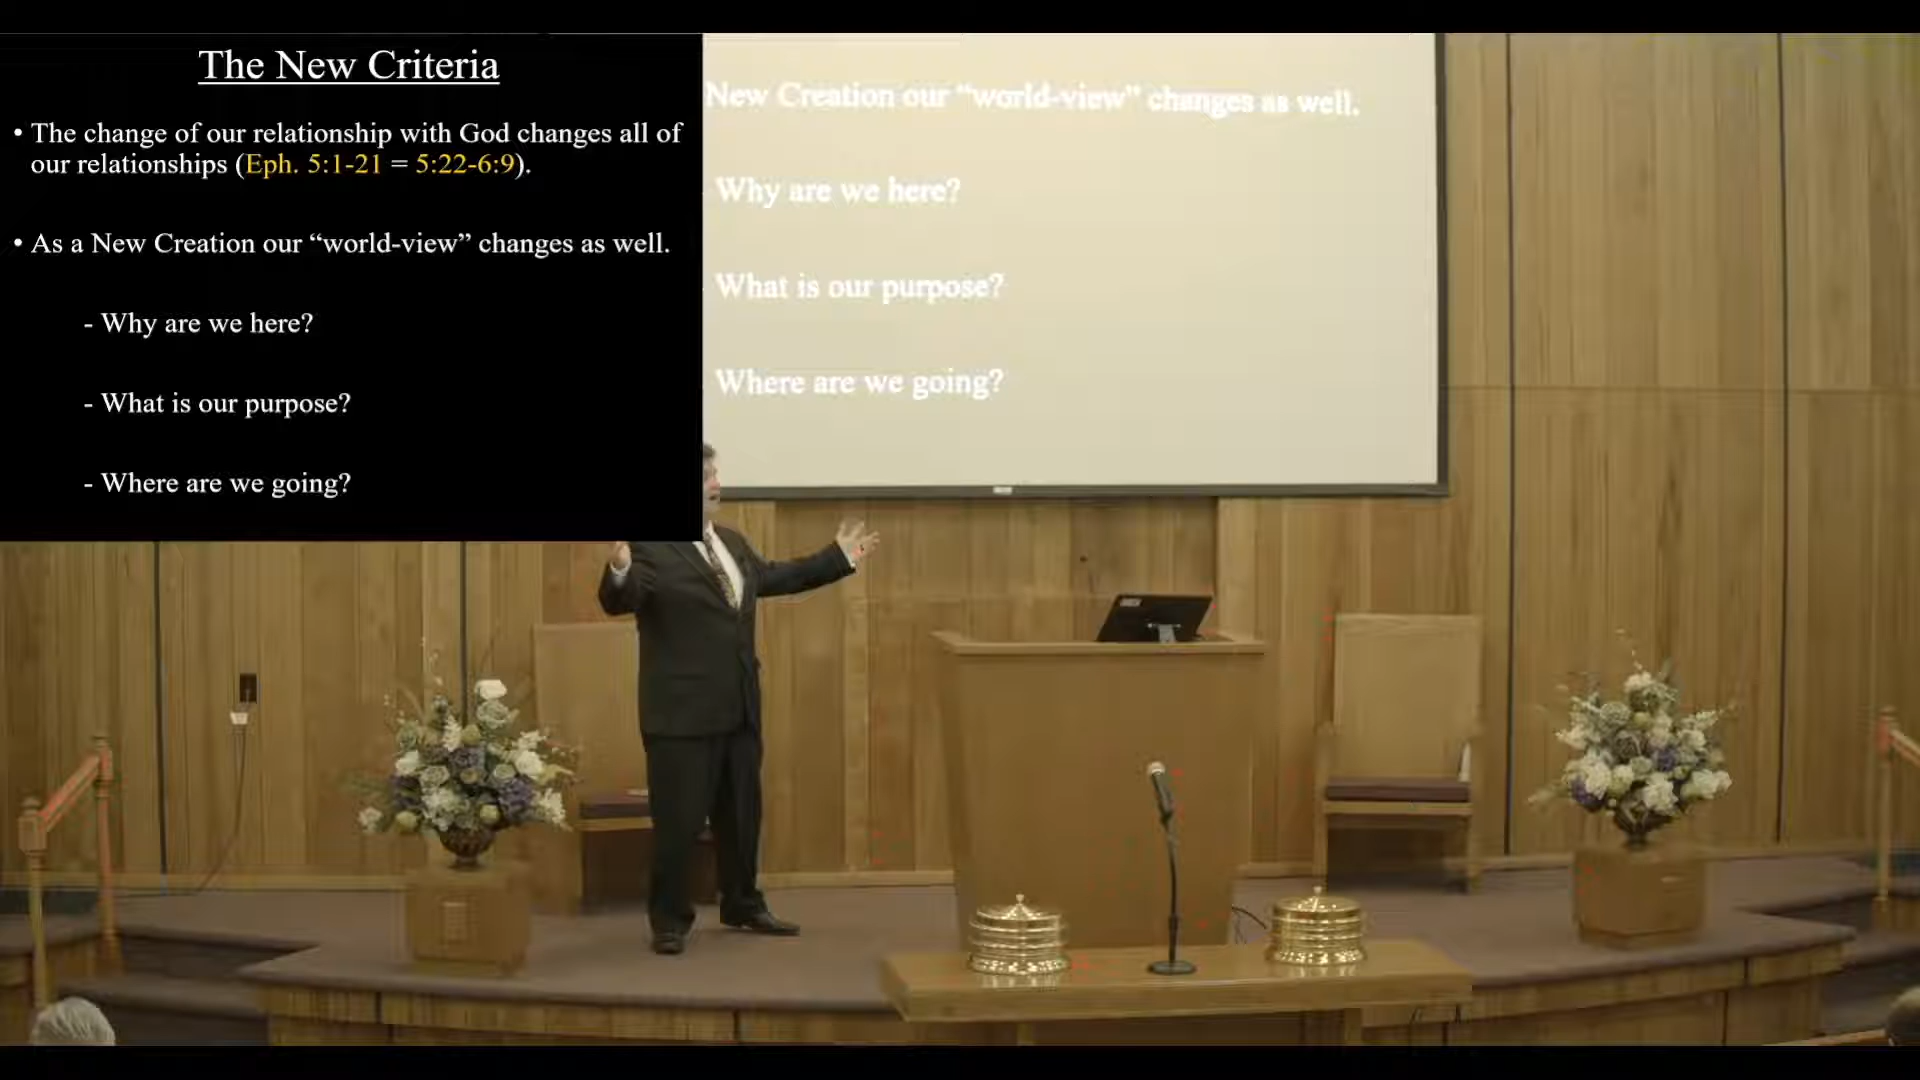 The New Criteria
• The change of our relationship with God changes all of
our relationships (Eph. 5:1-21 = 5:22-6:9).
• As a New Creation our “world-view” changes as well.
- Why are we here?
- What is our purpose?
- Where are we going?
New Creation our “world-view” changes as well.
Why are we here?
What is our purpose?
Where are we going?